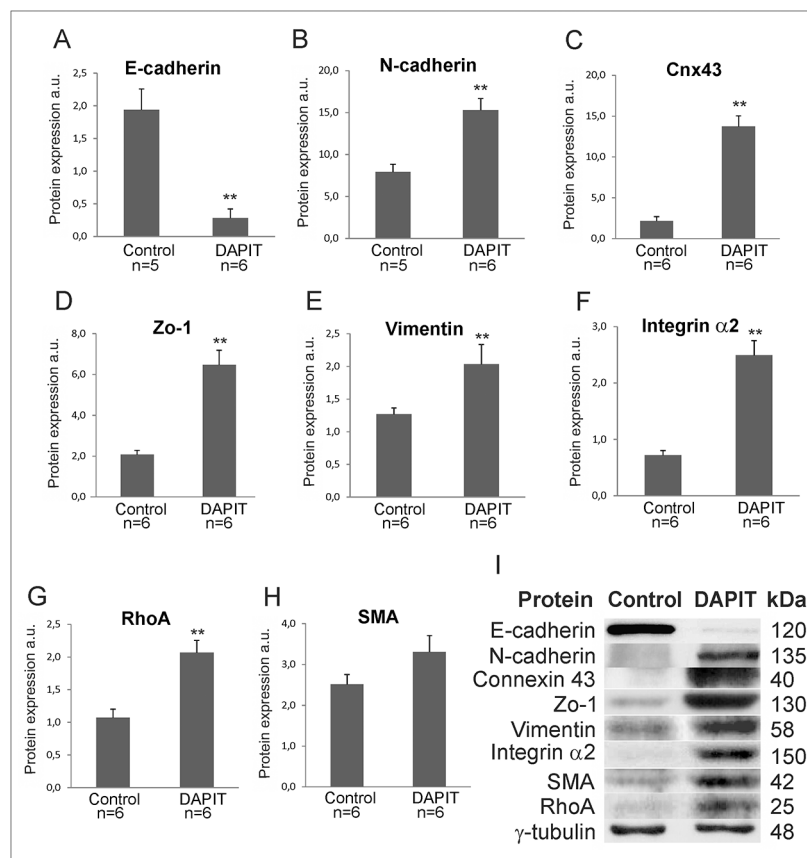 A
E-cadherin
Protein expression a.u.
2,5
2,0
1,5
1,0
0,5
0,0
**
Control
n=5
DAPIT
n=6
B
N-cadherin
Protein expression a.u.
20,0
15,0
10,0
5,0
0,0
**
Control
n=5
DAPIT
n=6
C
Cnx43
Protein expression a.u.
20,0
15,0
10,0
5,0
0,0
**
Control
n=6
DAPIT
n=6
D
Zo-1
Protein expression a.u.
8,0
6,0
4,0
2,0
0,0
**
Control
n=6
DAPIT
n=6
E
Vimentin
Protein expression a.u.
2,5
2,0
1,5
1,0
0,5
0,0
**
Control
n=6
DAPIT
n=6
F
Integrin α2
Protein expression a.u.
3,0
2,0
1,0
0,0
**
Control
n=6
DAPIT
n=6
G
RhoA
Protein expression a.u.
2,5
2,0
1,5
1,0
0,5
0,0
**
Control
n=6
DAPIT
n=6
H
SMA
Protein expression a.u.
5,0
4,0
3,0
2,0
1,0
0,0
Control
n=6
DAPIT
n=6
I
Protein Control DAPIT kDa
E-cadherin 120
N-cadherin 135
Connexin 43 40
Zo-1 130
Vimentin 58
Integrin α2 150
SMA 42
RhoA 25
γ-tubulin 48